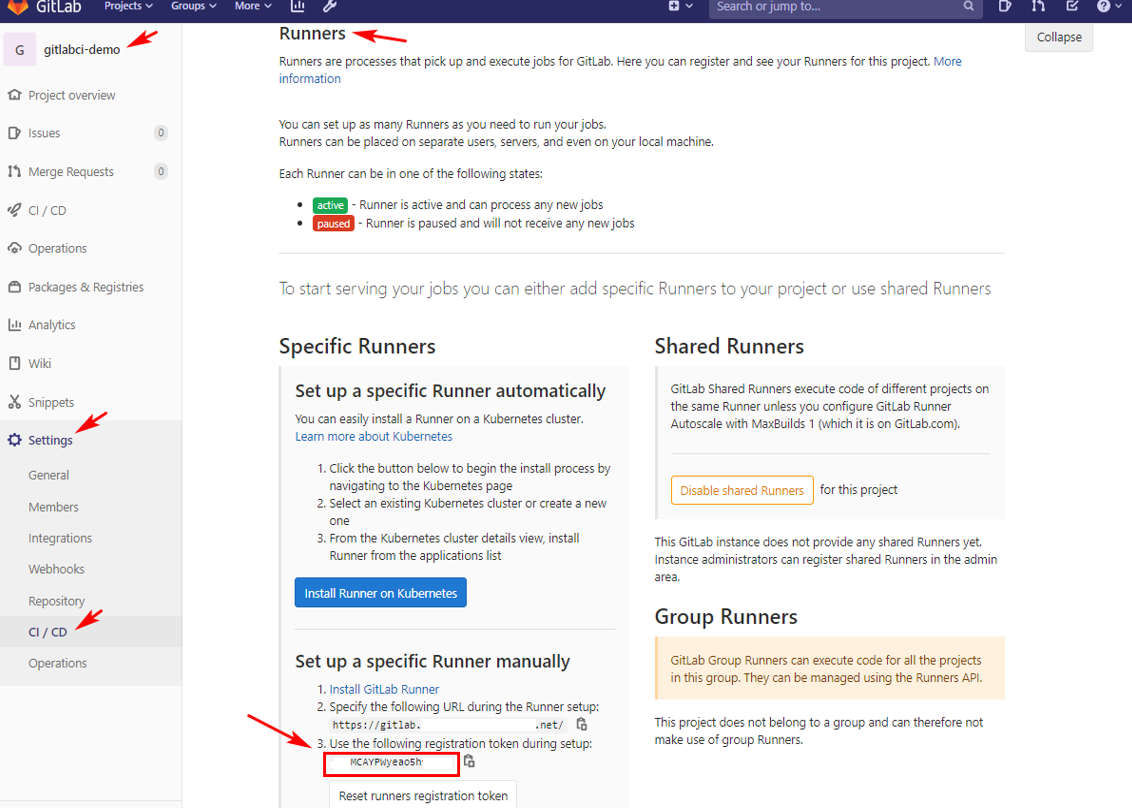 GitLab Projects Groups More Search or jump to...
G gitlabci-demo
Project overview
Issues 0
Merge Requests 0
CI / CD
Operations
Packages & Registries
Analytics
Wiki
Snippets
Settings
General
Members
Integrations
Webhooks
Repository
CI / CD
Operations
Runners
Collapse
Runners are processes that pick up and execute jobs for GitLab. Here you can register and see your Runners for this project. More
information
You can set up as many Runners as you need to run your jobs.
Runners can be placed on separate users, servers, and even on your local machine.
Each Runner can be in one of the following states:
• active - Runner is active and can process any new jobs
• paused - Runner is paused and will not receive any new jobs
To start serving your jobs you can either add specific Runners to your project or use shared Runners
Specific Runners
Set up a specific Runner automatically
You can easily install a Runner on a Kubernetes cluster.
Learn more about Kubernetes
1. Click the button below to begin the install process by
navigating to the Kubernetes page
2. Select an existing Kubernetes cluster or create a new
one
3. From the Kubernetes cluster details view, install
Runner from the applications list
Install Runner on Kubernetes
Set up a specific Runner manually
1. Install GitLab Runner
2. Specify the following URL during the Runner setup:
https://gitlab. .net/
3. Use the following registration token during setup:
MCAYPWyeao5h
Reset runners registration token
Shared Runners
GitLab Shared Runners execute code of different projects on
the same Runner unless you configure GitLab Runner
Autoscale with MaxBuilds 1 (which it is on GitLab.com).
Disable shared Runners for this project
This GitLab instance does not provide any shared Runners yet.
Instance administrators can register shared Runners in the admin
area.
Group Runners
GitLab Group Runners can execute code for all the projects
in this group. They can be managed using the Runners API.
This project does not belong to a group and can therefore not
make use of group Runners.